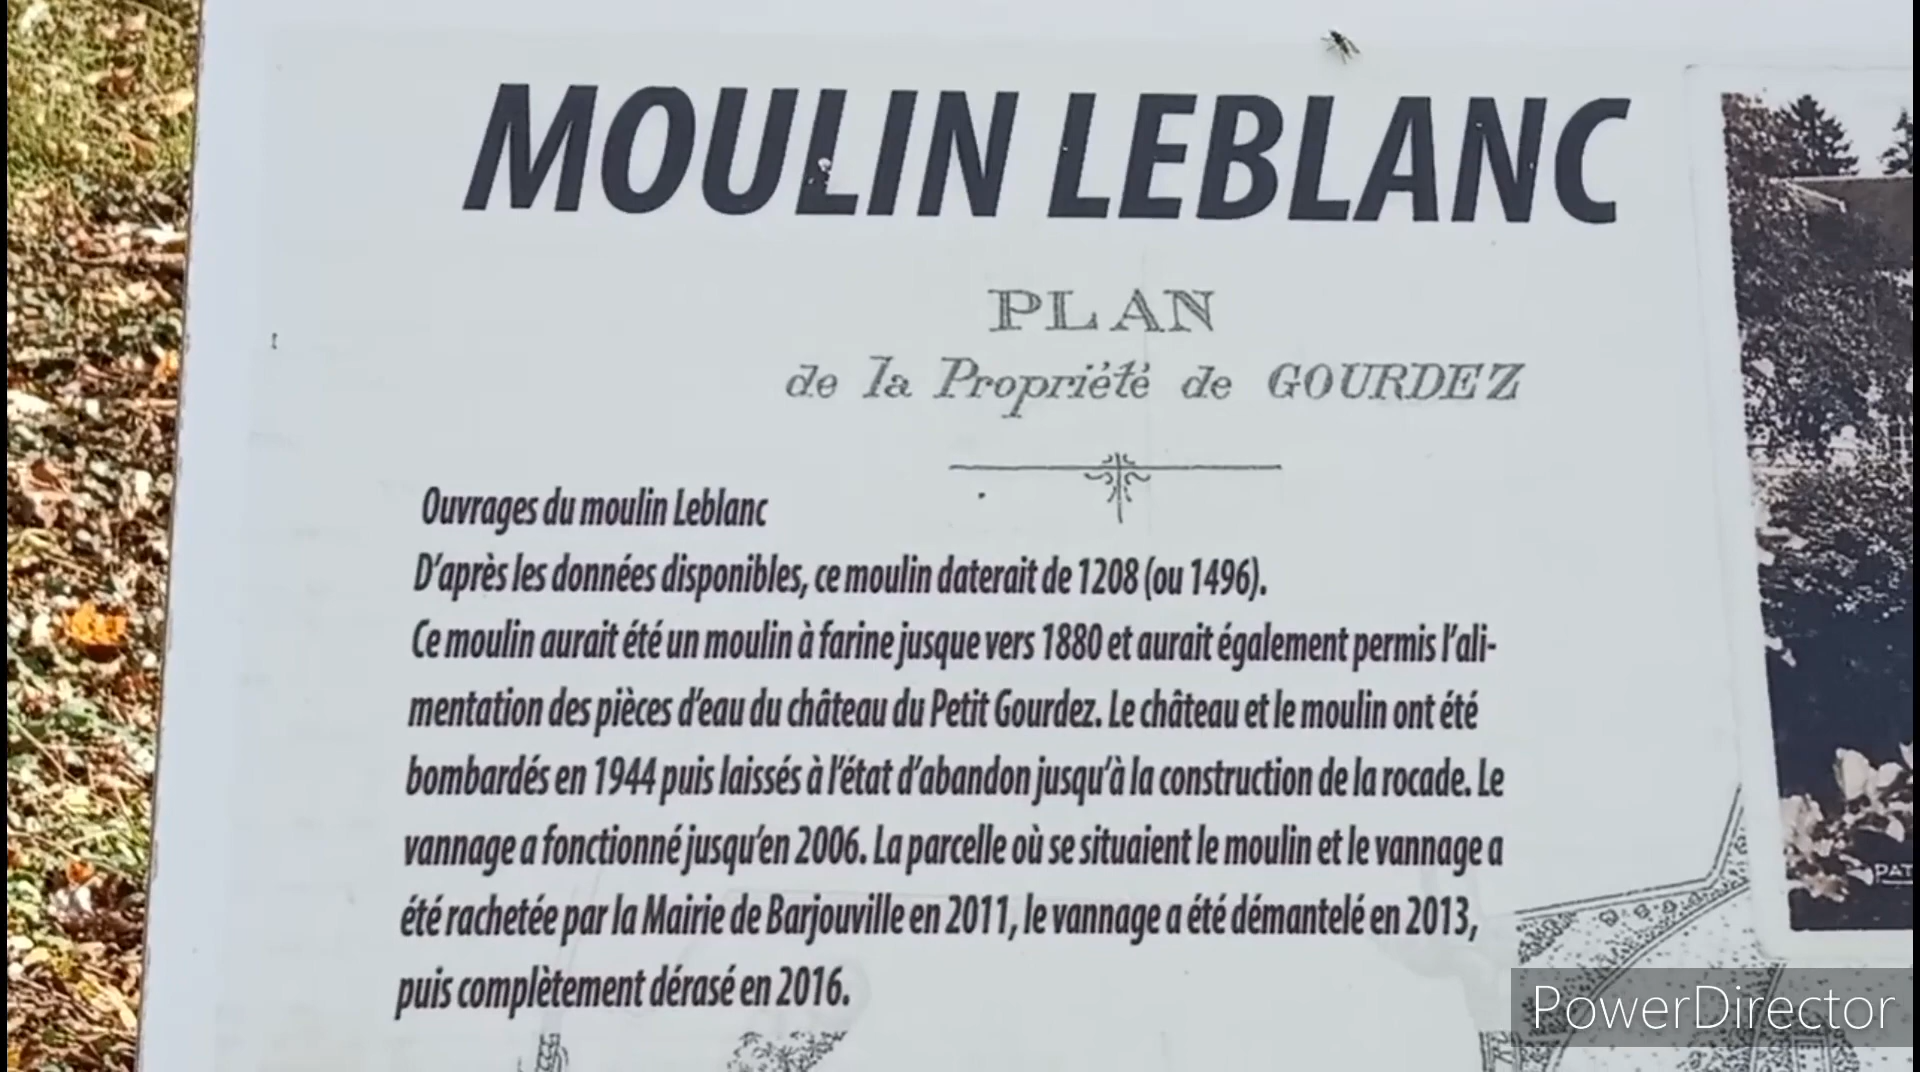 MOULIN LEBLANC
PLAN
de la Propriété de GOURDEZ
Ouvrages du moulin Leblanc
D'après les données disponibles, ce moulin daterait de 1208 (ou 1496).
Ce moulin aurait été un moulin à farine jusque vers 1880 et aurait également permis l'ali-
mentation des pièces d'eau du château du Petit Gourdez. Le château et le moulin ont été
bombardés en 1944 puis laissés à l'état d'abandon jusqu'à la construction de la rocade. Le
vannage a fonctionné jusqu'en 2006. La parcelle où se situaient le moulin et le vannage a
été rachetée par la Mairie de Barjouville en 2011, le vannage a été démantelé en 2013,
puis complètement dérasé en 2016.
PAT
PowerDirector